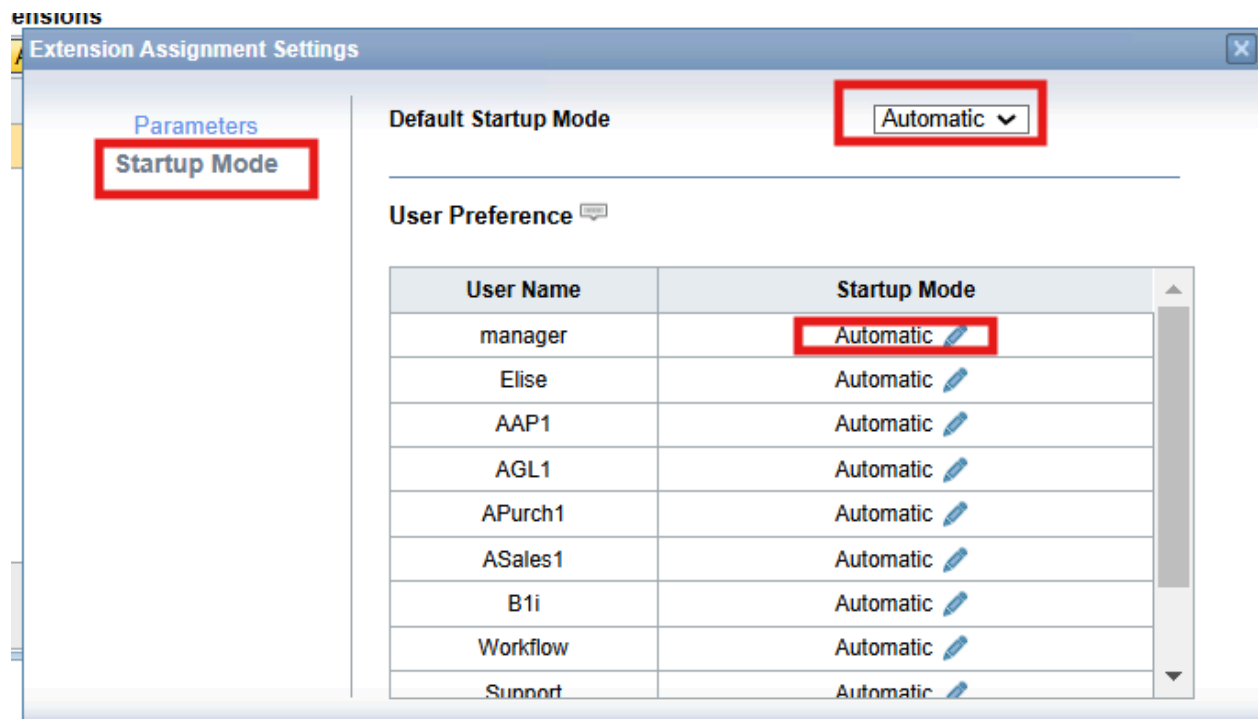 ensions
Extension Assignment Settings
Parameters
Startup Mode
Default Startup Mode
Automatic
User Preference
User Name Startup Mode
manager Automatic
Elise Automatic
AAP1 Automatic
AGL1 Automatic
APurch1 Automatic
ASales1 Automatic
B1i Automatic
Workflow Automatic
Support Automatic